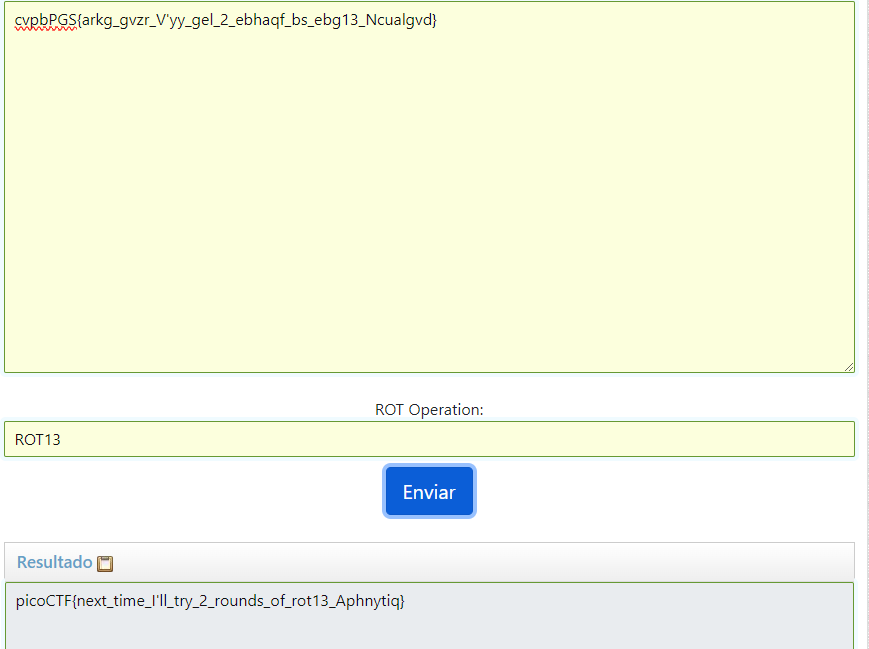 cvpbPGS{arkg_gvzr_V'yy_gel_2_ebhaqf_bs_ebg13_Ncualgvd}
ROT Operation:
ROT13
Enviar
Resultado
picoCTF{next_time_I'll_try_2_rounds_of_rot13_Aphnytiq}